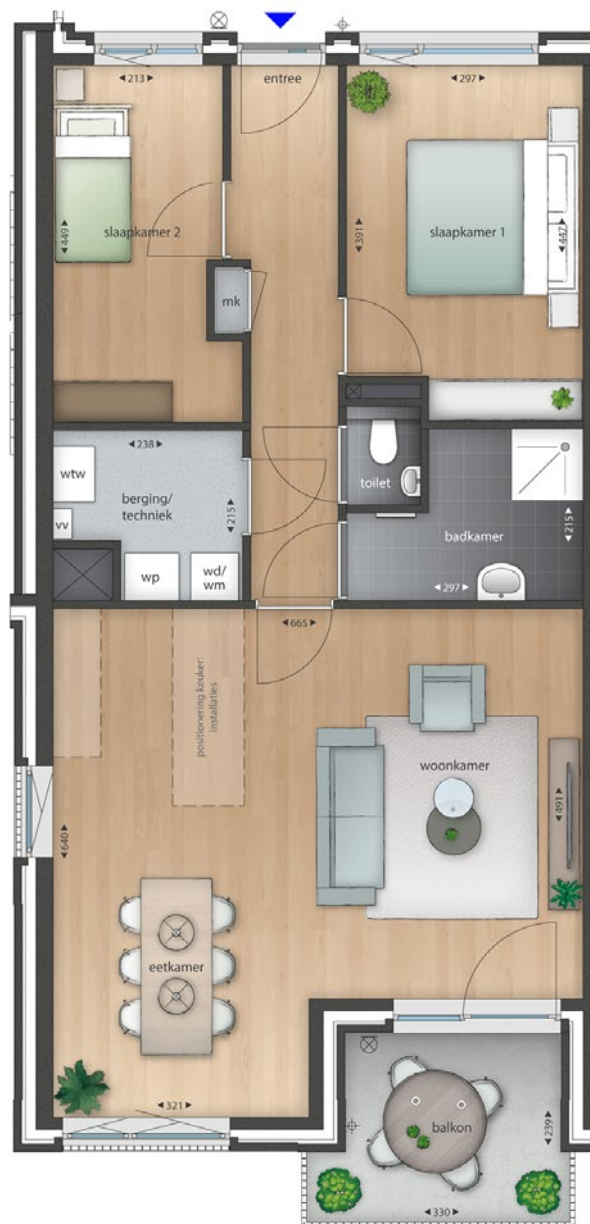 213
entree
297
449
slaapkamer 2
391
slaapkamer 1
447
mk
238
wtw
berging/
techniek
215
vv
wp
wd/
wm
toilet
badkamer
215
297
665
positionering keuken
installaties
woonkamer
491
640
eetkamer
321
balkon
239
330